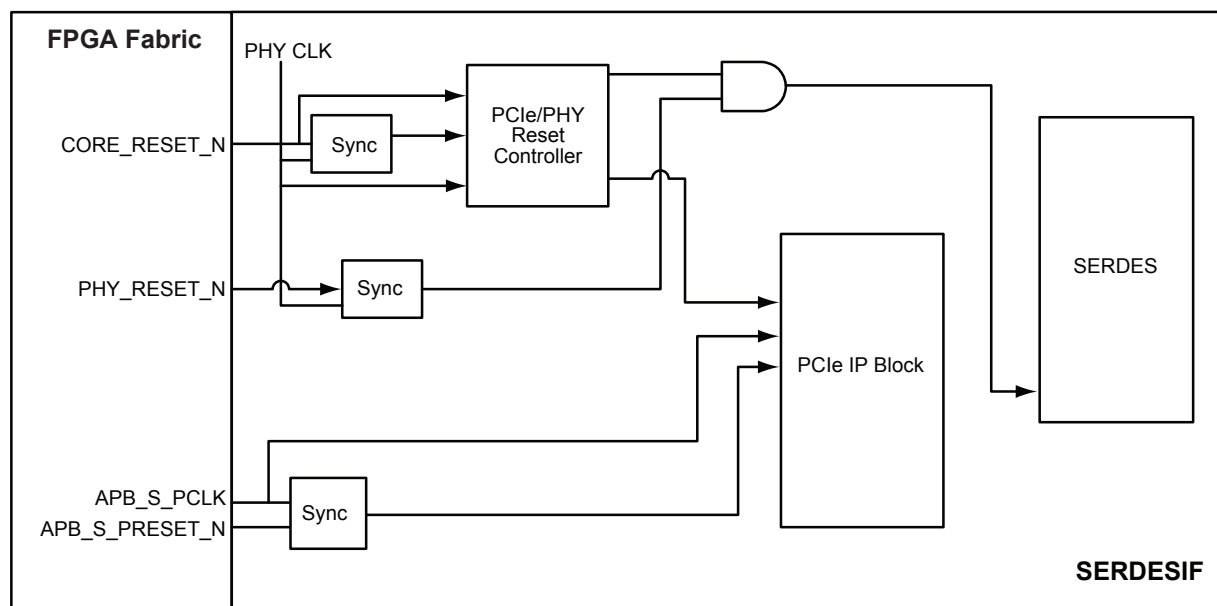 FPGA Fabric
PHY CLK
CORE_RESET_N
Sync
PCIe/PHY
Reset
Controller
PHY_RESET_N
Sync
SERDES
PCIe IP Block
APB_S_PCLK
APB_S_PRESET_N
Sync
SERDESIF